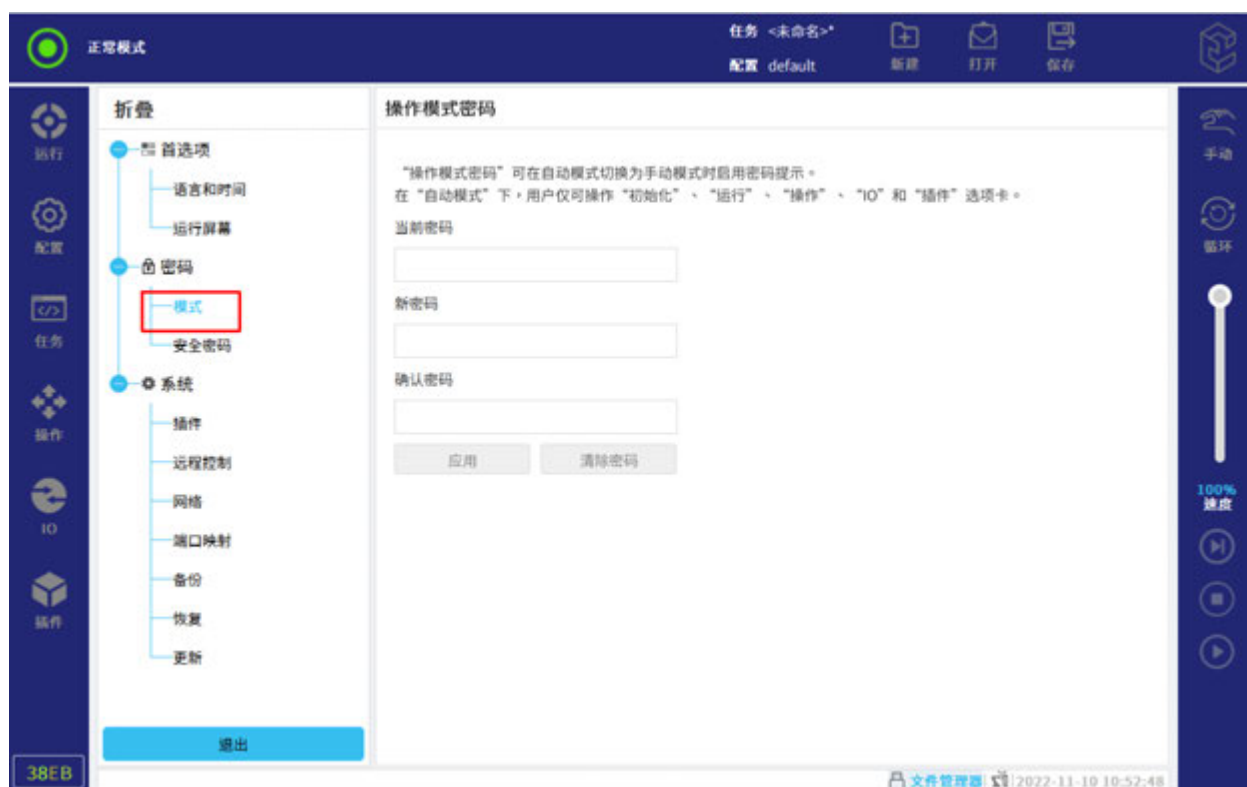 正常模式
任务 <未命名>*
配置 default
新建
打开
保存
运行
配置
任务
操作
IO
插件
38EB
折叠
首选项
语言和时间
运行屏幕
密码
模式
安全密码
系统
插件
远程控制
网络
端口映射
备份
恢复
更新
退出
操作模式密码
“操作模式密码”可在自动模式切换为手动模式时启用密码提示。
在“自动模式”下，用户仅可操作“初始化”、“运行”、“操作”、“IO”和“插件”选项卡。
当前密码
新密码
确认密码
应用
清除密码
手动
循环
100%
速度
文件管理器
2022-11-10 10:52:48